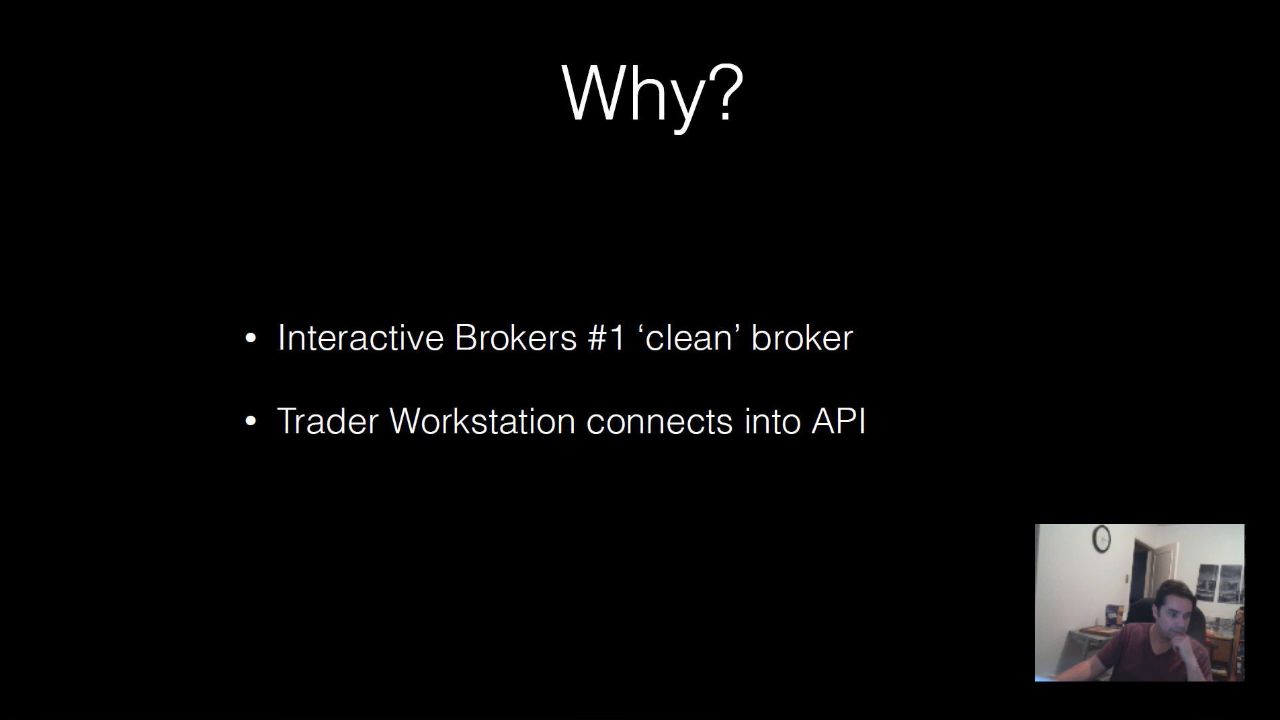 Why?
• Interactive Brokers #1 ‘clean’ broker
• Trader Workstation connects into API